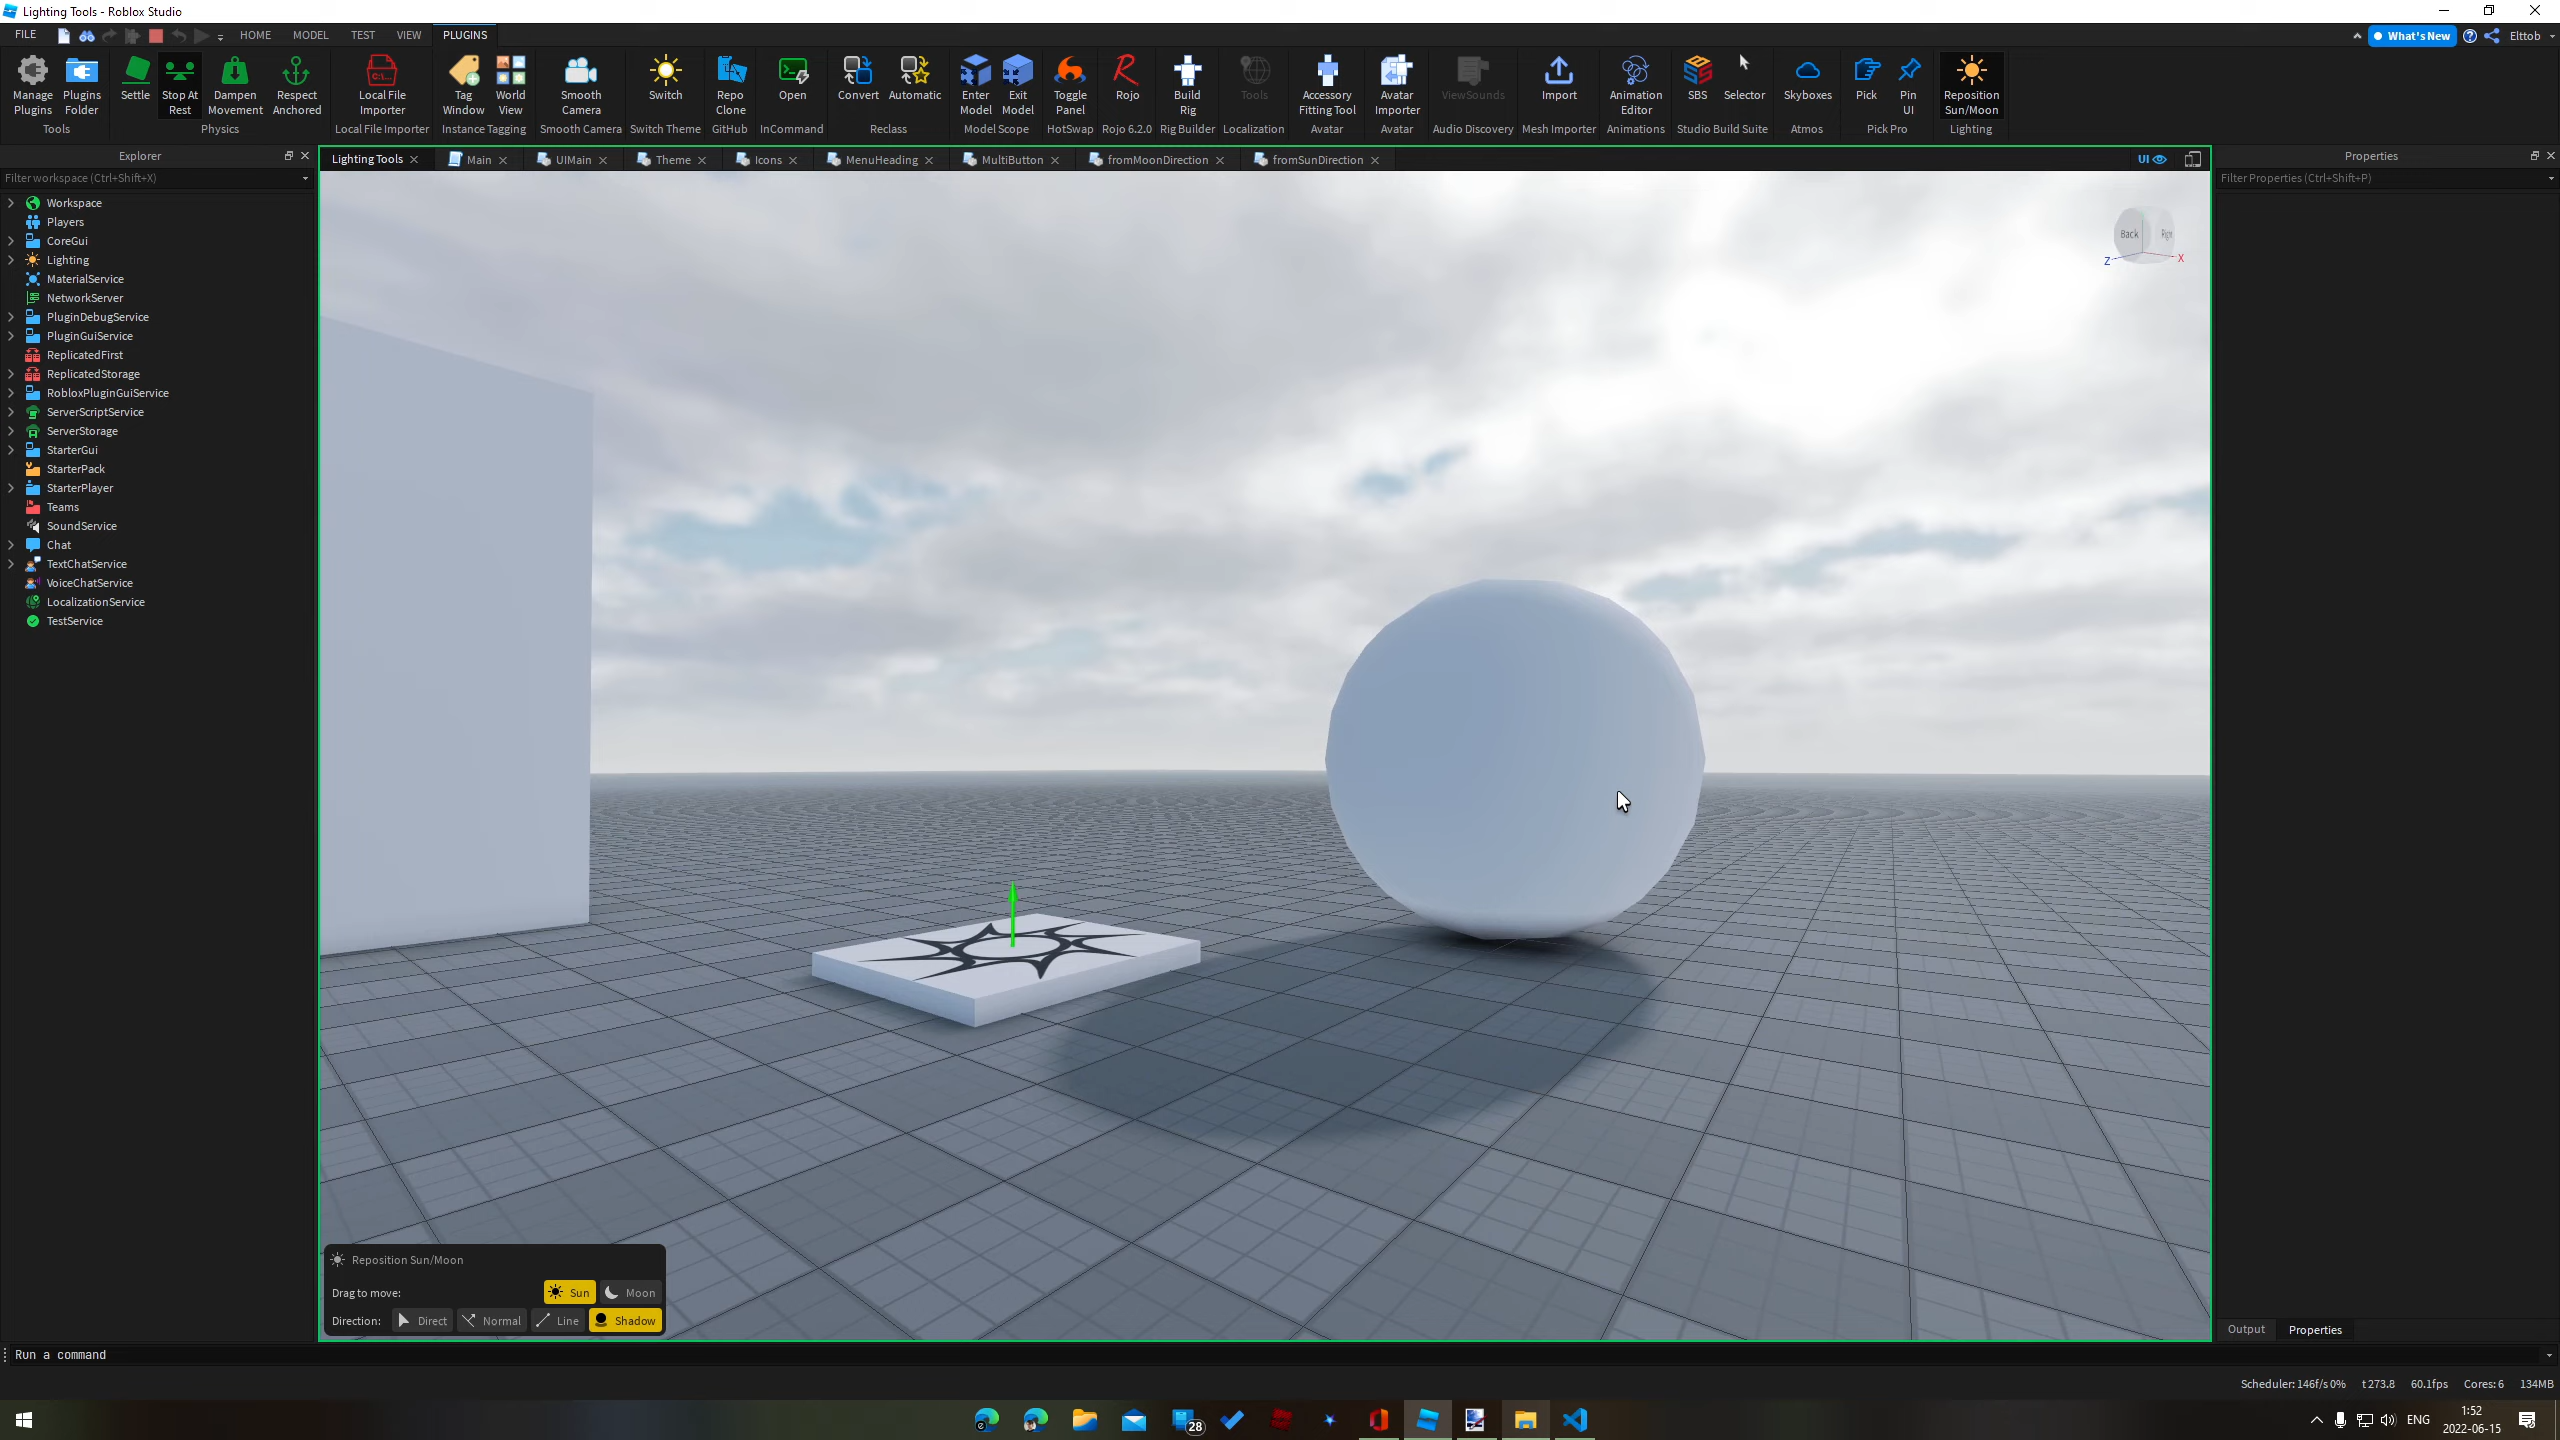 Lighting Tools - Roblox Studio
FILE HOME MODEL TEST VIEW PLUGINS What's New Elttob
Manage Plugins
Plugins Folder
Tools
Settle
Stop At Rest
Dampen Movement
Respect Anchored
Physics
Local File Importer
Local File Importer
Tag Window
World View
Instance Tagging
Smooth Camera
Smooth Camera
Switch
Switch Theme
Repo Clone
GitHub
Open
InCommand
Convert
Automatic
Reclass
Enter Model
Exit Model
Model Scope
Toggle Panel
HotSwap
Rojo
Rojo 6.2.0
Build Rig
Rig Builder
Tools
Localization
Accessory Fitting Tool
Avatar
Avatar Importer
Avatar
ViewSounds
Audio Discovery
Import
Mesh Importer
Animation Editor
Animations
SBS
Selector
Studio Build Suite
Skyboxes
Atmos
Pick
Pin UI
Pick Pro
Reposition Sun/Moon
Lighting
Explorer
Filter workspace (Ctrl+Shift+X)
Workspace
Players
CoreGui
Lighting
MaterialService
NetworkServer
PluginDebugService
PluginGuiService
ReplicatedFirst
ReplicatedStorage
RobloxPluginGuiService
ServerScriptService
ServerStorage
StarterGui
StarterPack
StarterPlayer
Teams
SoundService
Chat
TextChatService
VoiceChatService
LocalizationService
TestService
Lighting Tools Main UIMain Theme Icons MenuHeading MultiButton fromMoonDirection fromSunDirection UI
Back Right
Z X
Properties
Filter Properties (Ctrl+Shift+P)
Reposition Sun/Moon
Drag to move: Sun Moon
Direction: Direct Normal Line Shadow
Output Properties
Run a command
Scheduler: 146f/s 0% t 273.8 60.1fps Cores: 6 134MB
28
ENG
1:52
2022-06-15